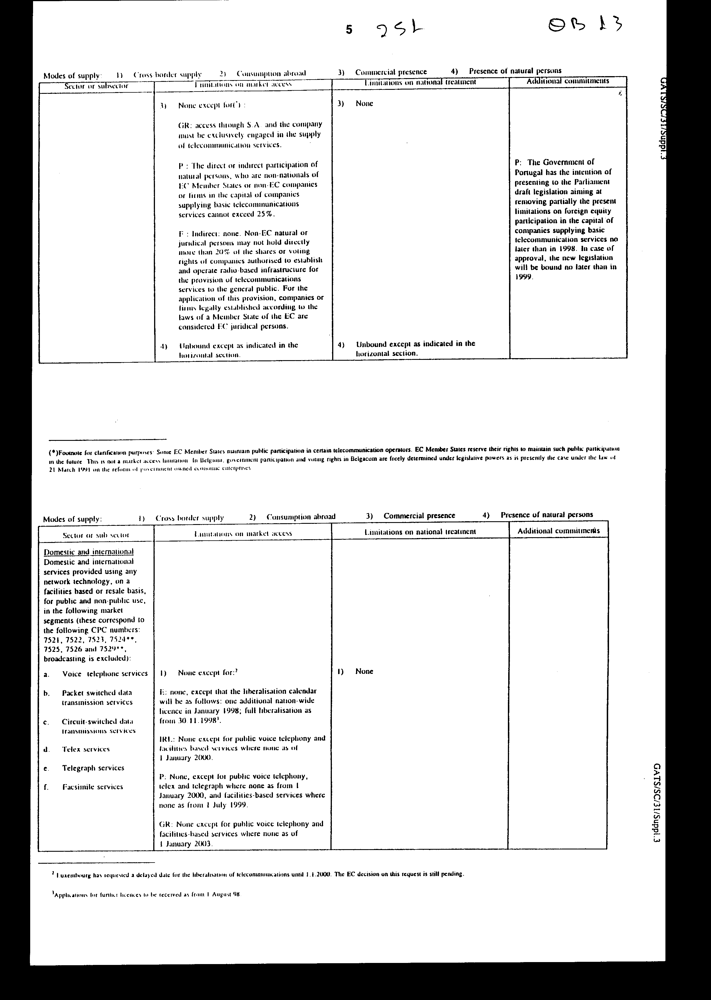 5 25L
OB 13
Modes of supply: 1) Cross border supply 2) Consumption abroad 3) Commercial presence 4) Presence of natural persons
Sector or subsector
Limitations on market access
Limitations on national treatment
Additional commitments
3) None except for(*) :
GR: access through S.A. and the company
must be exclusively engaged in the supply
of telecommunication services.
P : The direct or indirect participation of
natural persons, who are non-nationals of
EC Member States or non-EC companies
or firms in the capital of companies
supplying basic telecommunications
services cannot exceed 25%.
F : Indirect: none. Non-EC natural or
juridical persons may not hold directly
more than 20% of the shares or voting
rights of companies authorised to establish
and operate radio-based infrastructure for
the provision of telecommunications
services to the general public. For the
application of this provision, companies or
firms legally established according to the
laws of a Member State of the EC are
considered EC juridical persons.
4) Unbound except as indicated in the
horizontal section.
3) None
4) Unbound except as indicated in the
horizontal section.
P: The Government of
Portugal has the intention of
presenting to the Parliament
draft legislation aiming at
removing partially the present
limitations on foreign equity
participation in the capital of
companies supplying basic
telecommunication services no
later than in 1998. In case of
approval, the new legislation
will be bound no later than in
1999.
GATS/SC/31/Suppl.3
(*)Footnote for clarification purposes: Some EC Member States maintain public participation in certain telecommunication operators. EC Member States reserve their rights to maintain such public participation
in the future. This is not a market access limitation. In Belgium, government participation and voting rights in Belgacom are freely determined under legislative powers as is presently the case under the law of
21 March 1991 on the reform of government owned economic enterprises
Modes of supply: 1) Cross border supply 2) Consumption abroad 3) Commercial presence 4) Presence of natural persons
Sector or sub sector
Limitations on market access
Limitations on national treatment
Additional commitments
Domestic and international
Domestic and international
services provided using any
network technology, on a
facilities based or resale basis,
for public and non-public use,
in the following market
segments (these correspond to
the following CPC numbers:
7521, 7522, 7523, 7524**,
7525, 7526 and 7529**,
broadcasting is excluded):
a. Voice telephone services
b. Packet switched data
transmission services
c. Circuit-switched data
transmissions services
d. Telex services
e. Telegraph services
f. Facsimile services
1) None except for:²
E: none, except that the liberalisation calendar
will be as follows: one additional nation-wide
licence in January 1998; full liberalisation as
from 30.11.1998³.
IRL: None except for public voice telephony and
facilities based services where none as of
1 January 2000.
P: None, except for public voice telephony,
telex and telegraph where none as from 1
January 2000, and facilities-based services where
none as from 1 July 1999.
GR: None except for public voice telephony and
facilities-based services where none as of
1 January 2003.
1) None
GATS/SC/31/Suppl.3
² Luxembourg has requested a delayed date for the liberalisation of telecommunications until 1.1.2000. The EC decision on this request is still pending.
³Applications for further licences to be received as from 1 August 98.